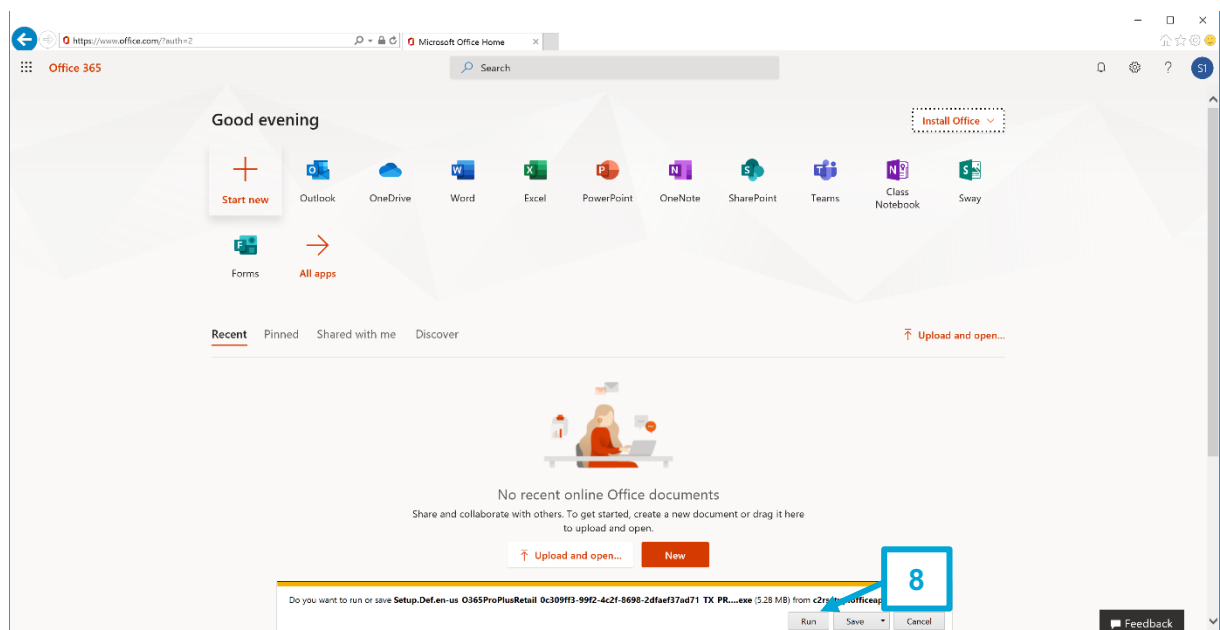 https://www.office.com/?auth=2
Microsoft Office Home
Office 365
Search
S1
Good evening
Install Office
Start new
Outlook
OneDrive
Word
Excel
PowerPoint
OneNote
SharePoint
Teams
Class Notebook
Sway
Forms
All apps
Recent Pinned Shared with me Discover
Upload and open...
No recent online Office documents
Share and collaborate with others. To get started, create a new document or drag it here
to upload and open.
Upload and open... New
8
Do you want to run or save Setup.Def.en-us O365ProPlusRetail 0c309ff3-99f2-4c2f-8698-2dfaef37ad71 TX PR....exe (5.28 MB) from
Run Save Cancel
Feedback